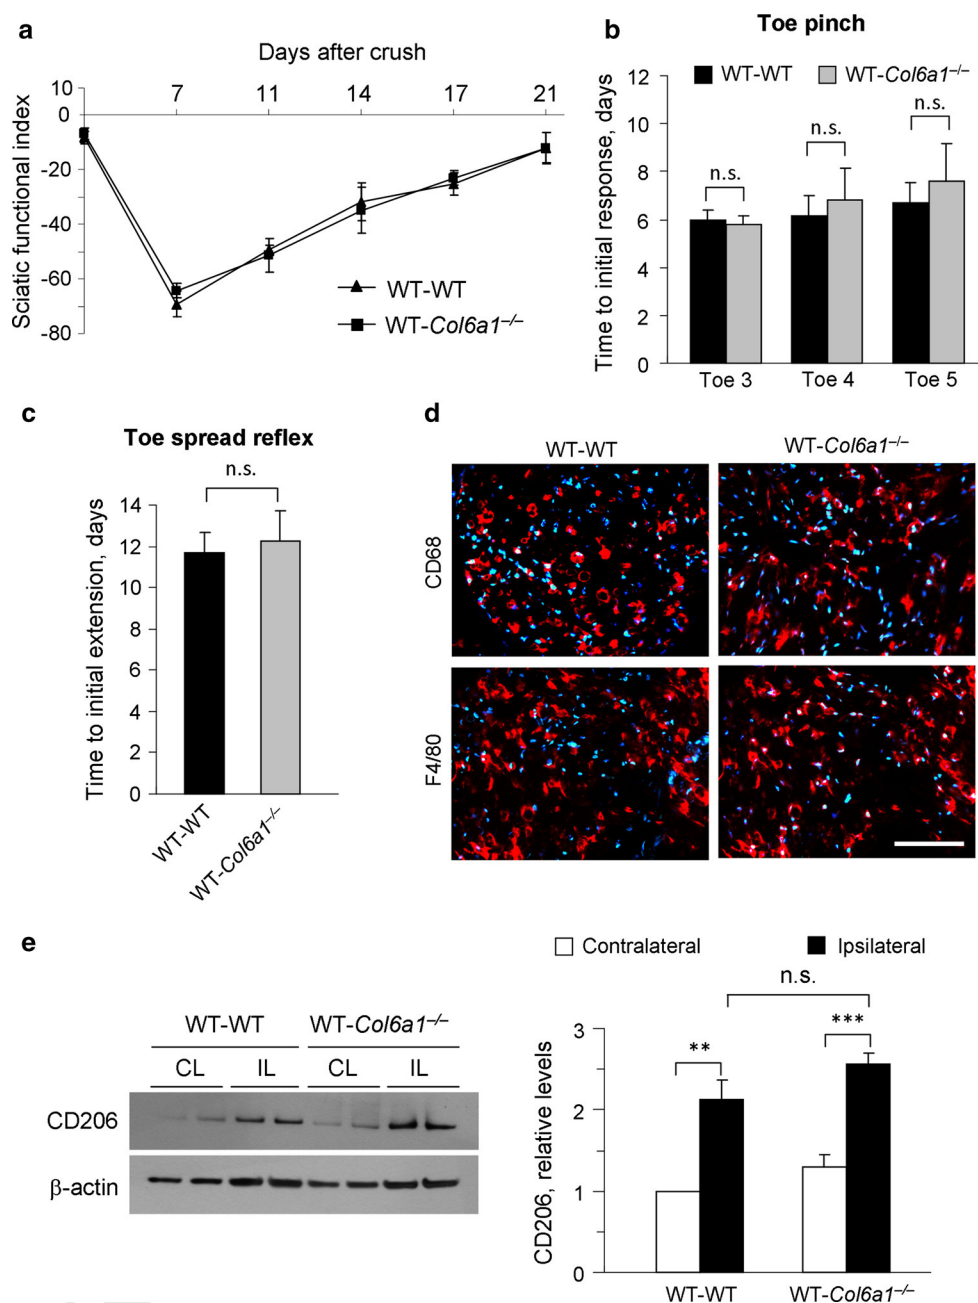 a
Days after crush
10
0
-20
-40
-60
-80
7
11
14
17
21
Sciatic functional index
WT-WT
WT-Col6a1–/–
b
Toe pinch
WT-WT
WT-Col6a1–/–
12
10
8
6
4
2
0
Time to initial response, days
n.s.
n.s.
n.s.
Toe 3
Toe 4
Toe 5
c
Toe spread reflex
n.s.
14
12
10
8
6
4
2
0
Time to initial extension, days
WT-WT
WT-Col6a1–/–
d
WT-WT
WT-Col6a1–/–
CD68
F4/80
e
WT-WT
WT-Col6a1–/–
CL
IL
CL
IL
CD206
β-actin
Contralateral
Ipsilateral
n.s.
**
***
3
2
1
0
CD206, relative levels
WT-WT
WT-Col6a1–/–